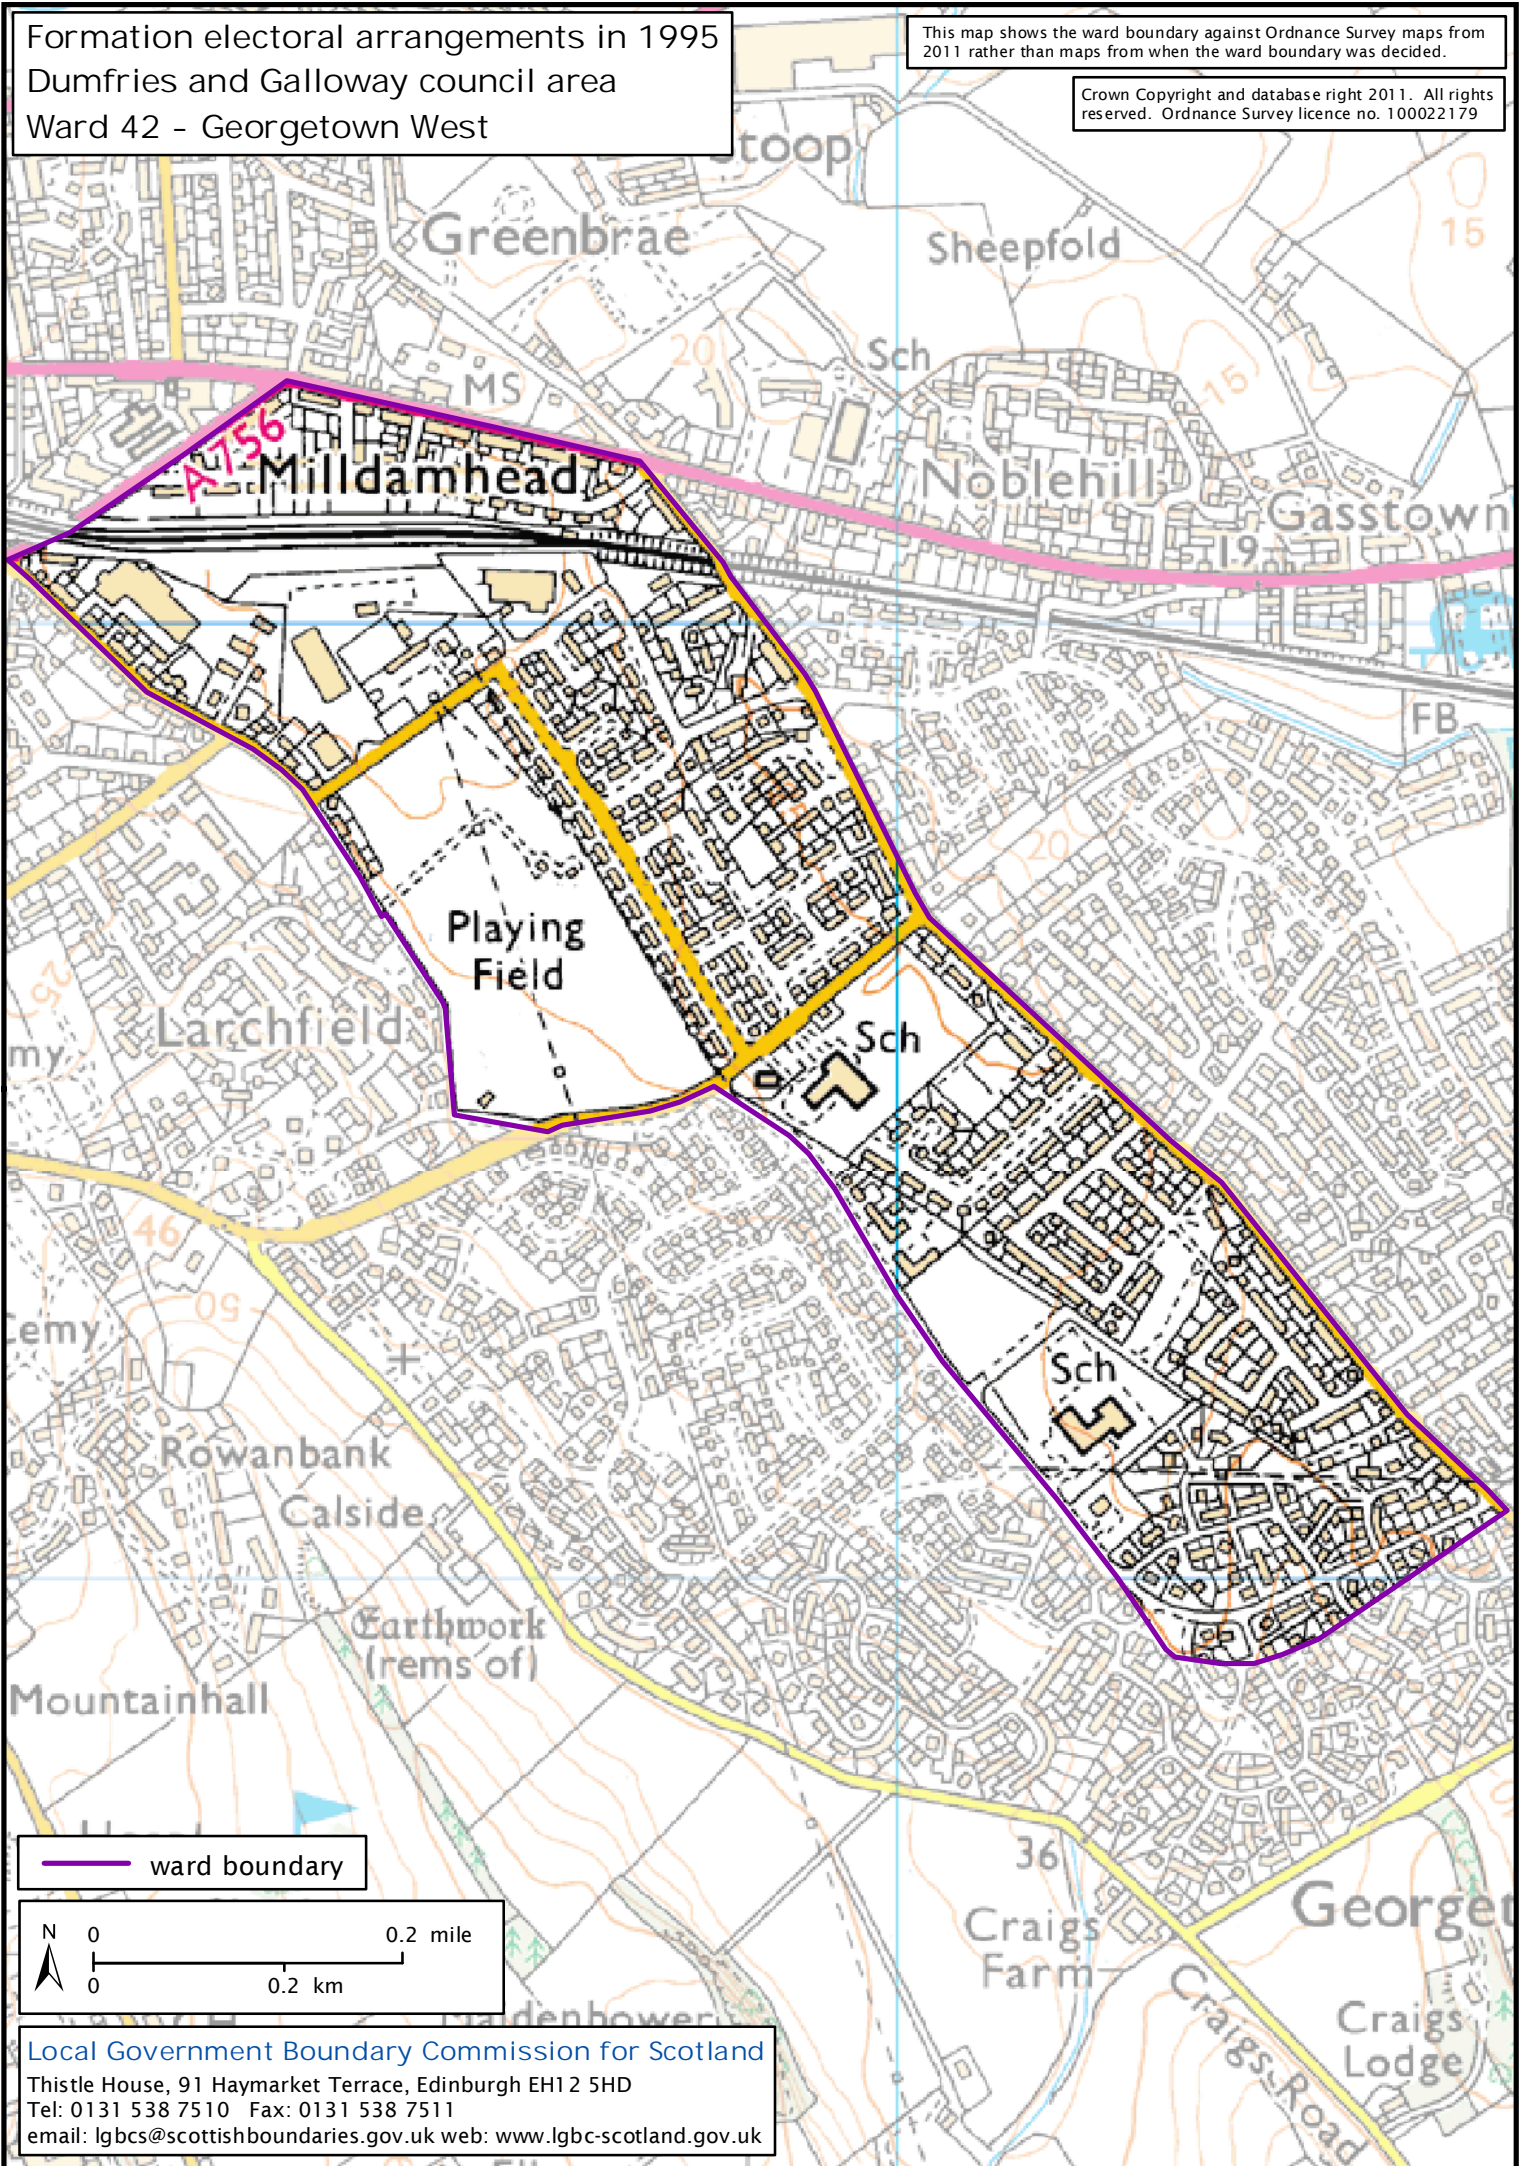 Formation electoral arrangements in 1995
Dumfries and Galloway council area
Ward 42 - Georgetown West
This map shows the ward boundary against Ordnance Survey maps from
2011 rather than maps from when the ward boundary was decided.
Crown Copyright and database right 2011. All rights
reserved. Ordnance Survey licence no. 100022179
Stoop
Greenbrae
Sheepfold
15
20
Sch
MS
15
A 756
Milldamhead
Noblehill
Gasstown
19
FB
20
Playing
Field
25
Larchfield
my
Sch
46
50
emy
Sch
Rowanbank
Calside
Earthwork
(rems of)
Mountainhall
36
Craigs
Farm
Georget
Craigs
Lodge
Craigs Road
ward boundary
N
0
0.2 mile
0
0.2 km
Local Government Boundary Commission for Scotland
Thistle House, 91 Haymarket Terrace, Edinburgh EH12 5HD
Tel: 0131 538 7510 Fax: 0131 538 7511
email: lgbcs@scottishboundaries.gov.uk web: www.lgbc-scotland.gov.uk